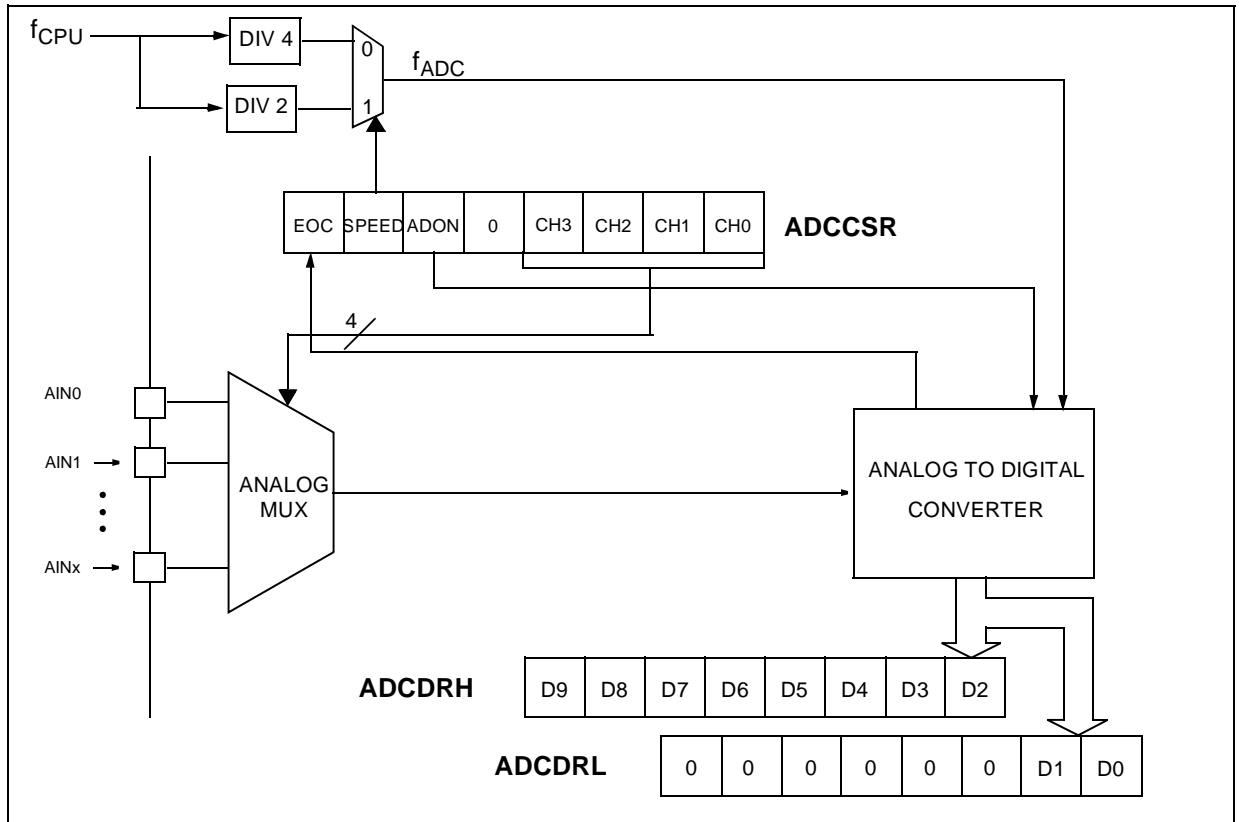 fCPU
DIV 4
0
fADC
DIV 2
1
EOC SPEED ADON 0 CH3 CH2 CH1 CH0 ADCCSR
4
AIN0
AIN1
ANALOG
MUX
AINx
ANALOG TO DIGITAL
CONVERTER
ADCDRH D9 D8 D7 D6 D5 D4 D3 D2
ADCDRL 0 0 0 0 0 0 D1 D0